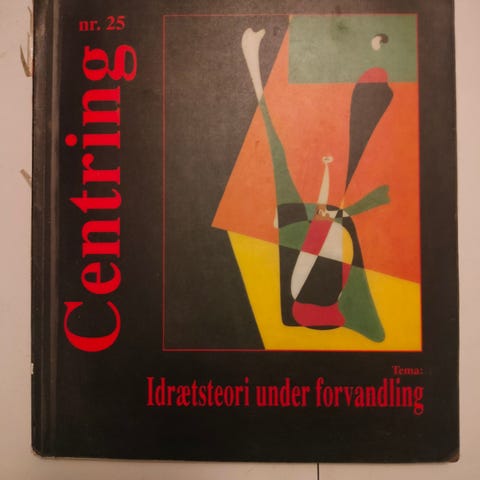 nr. 25
Centring
Tema:
Idrætsteori under forvandling